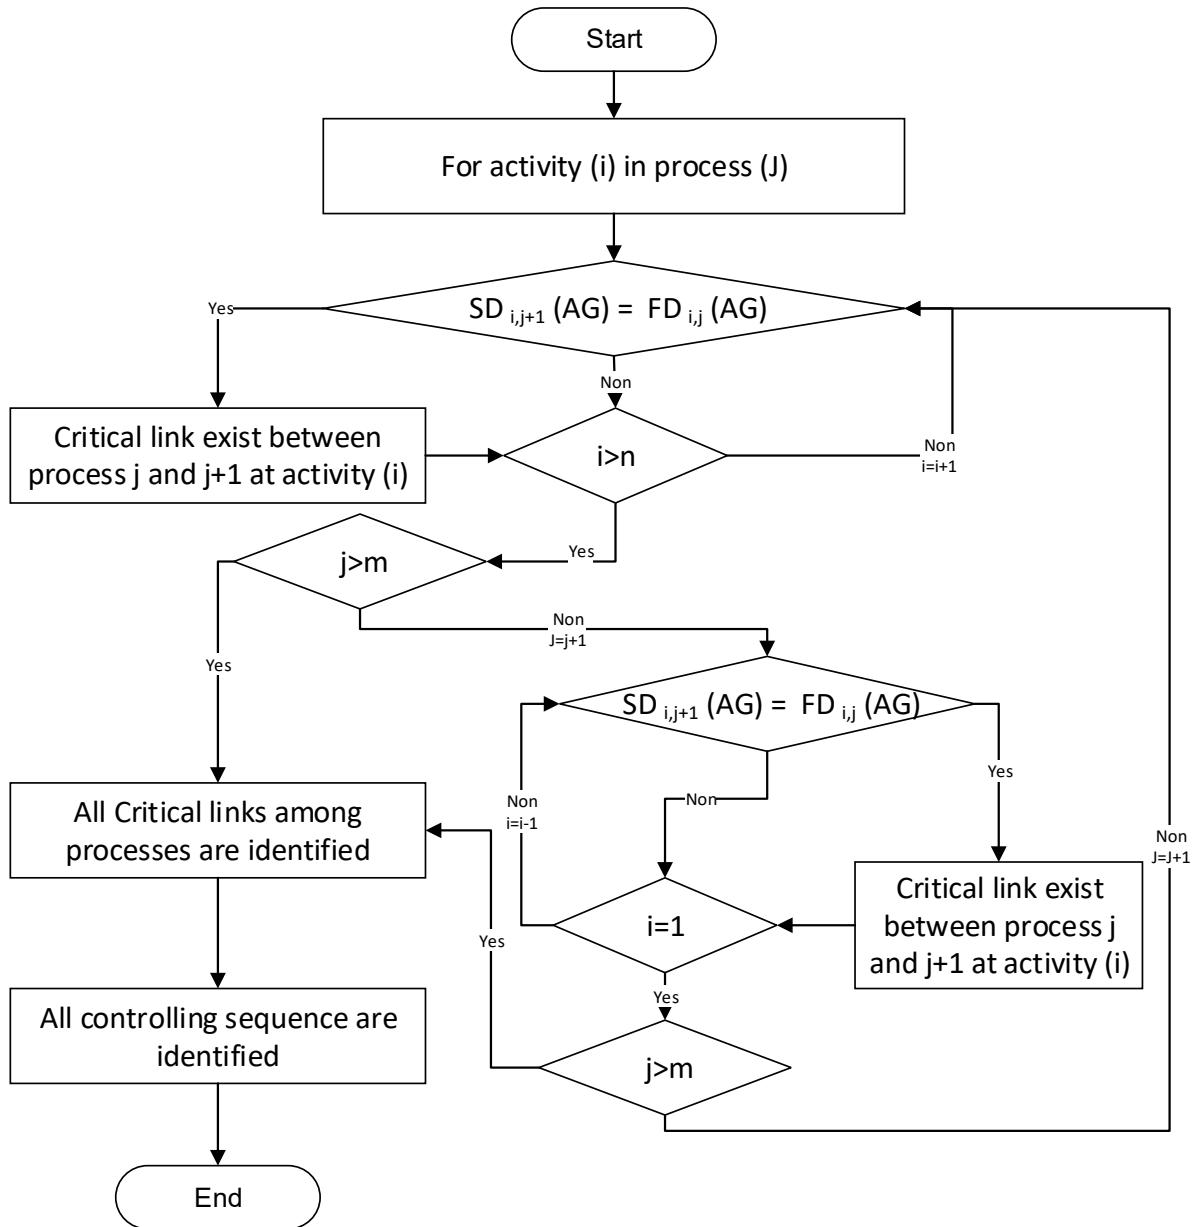 Start
For activity (i) in process (J)
SD i,j+1 (AG) = FD i,j (AG)
Yes
Non
Critical link exist between
process j and j+1 at activity (i)
i>n
Non
i=i+1
Yes
j>m
Non
J=j+1
Yes
SD i,j+1 (AG) = FD i,j (AG)
Yes
Non
Non
i=i-1
All Critical links among
processes are identified
Non
J=J+1
Critical link exist
between process j
and j+1 at activity (i)
i=1
Yes
Yes
All controlling sequence are
identified
j>m
End